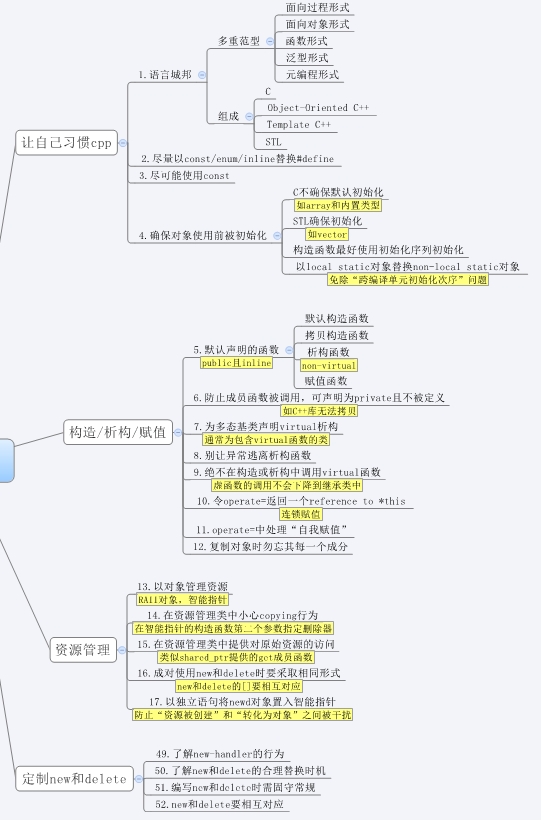 让自己习惯cpp
1.语言城邦
多重范型
面向过程形式
面向对象形式
函数形式
泛型形式
元编程形式
组成
C
Object-Oriented C++
Template C++
STL
2.尽量以const/enum/inline替换#define
3.尽可能使用const
4.确保对象使用前被初始化
C不确保默认初始化
如array和内置类型
STL确保初始化
如vector
构造函数最好使用初始化序列初始化
以local static对象替换non-local static对象
免除“跨编译单元初始化次序”问题
构造/析构/赋值
5.默认声明的函数
public且inline
默认构造函数
拷贝构造函数
析构函数
non-virtual
赋值函数
6.防止成员函数被调用，可声明为private且不被定义
如C++库无法拷贝
7.为多态基类声明virtual析构
通常为包含virtual函数的类
8.别让异常逃离析构函数
9.绝不在构造或析构中调用virtual函数
虚函数的调用不会下降到继承类中
10.令operate=返回一个reference to *this
连锁赋值
11.operate=中处理“自我赋值”
12.复制对象时勿忘其每一个成分
资源管理
13.以对象管理资源
RAII对象，智能指针
14.在资源管理类中小心copying行为
在智能指针的构造函数第二个参数指定删除器
15.在资源管理类中提供对原始资源的访问
类似shared_ptr提供的get成员函数
16.成对使用new和delete时要采取相同形式
new和delete的[]要相互对应
17.以独立语句将newd对象置入智能指针
防止“资源被创建”和“转化为对象”之间被干扰
定制new和delete
49.了解new-handler的行为
50.了解new和delete的合理替换时机
51.编写new和delete时需固守常规
52.new和delete要相互对应